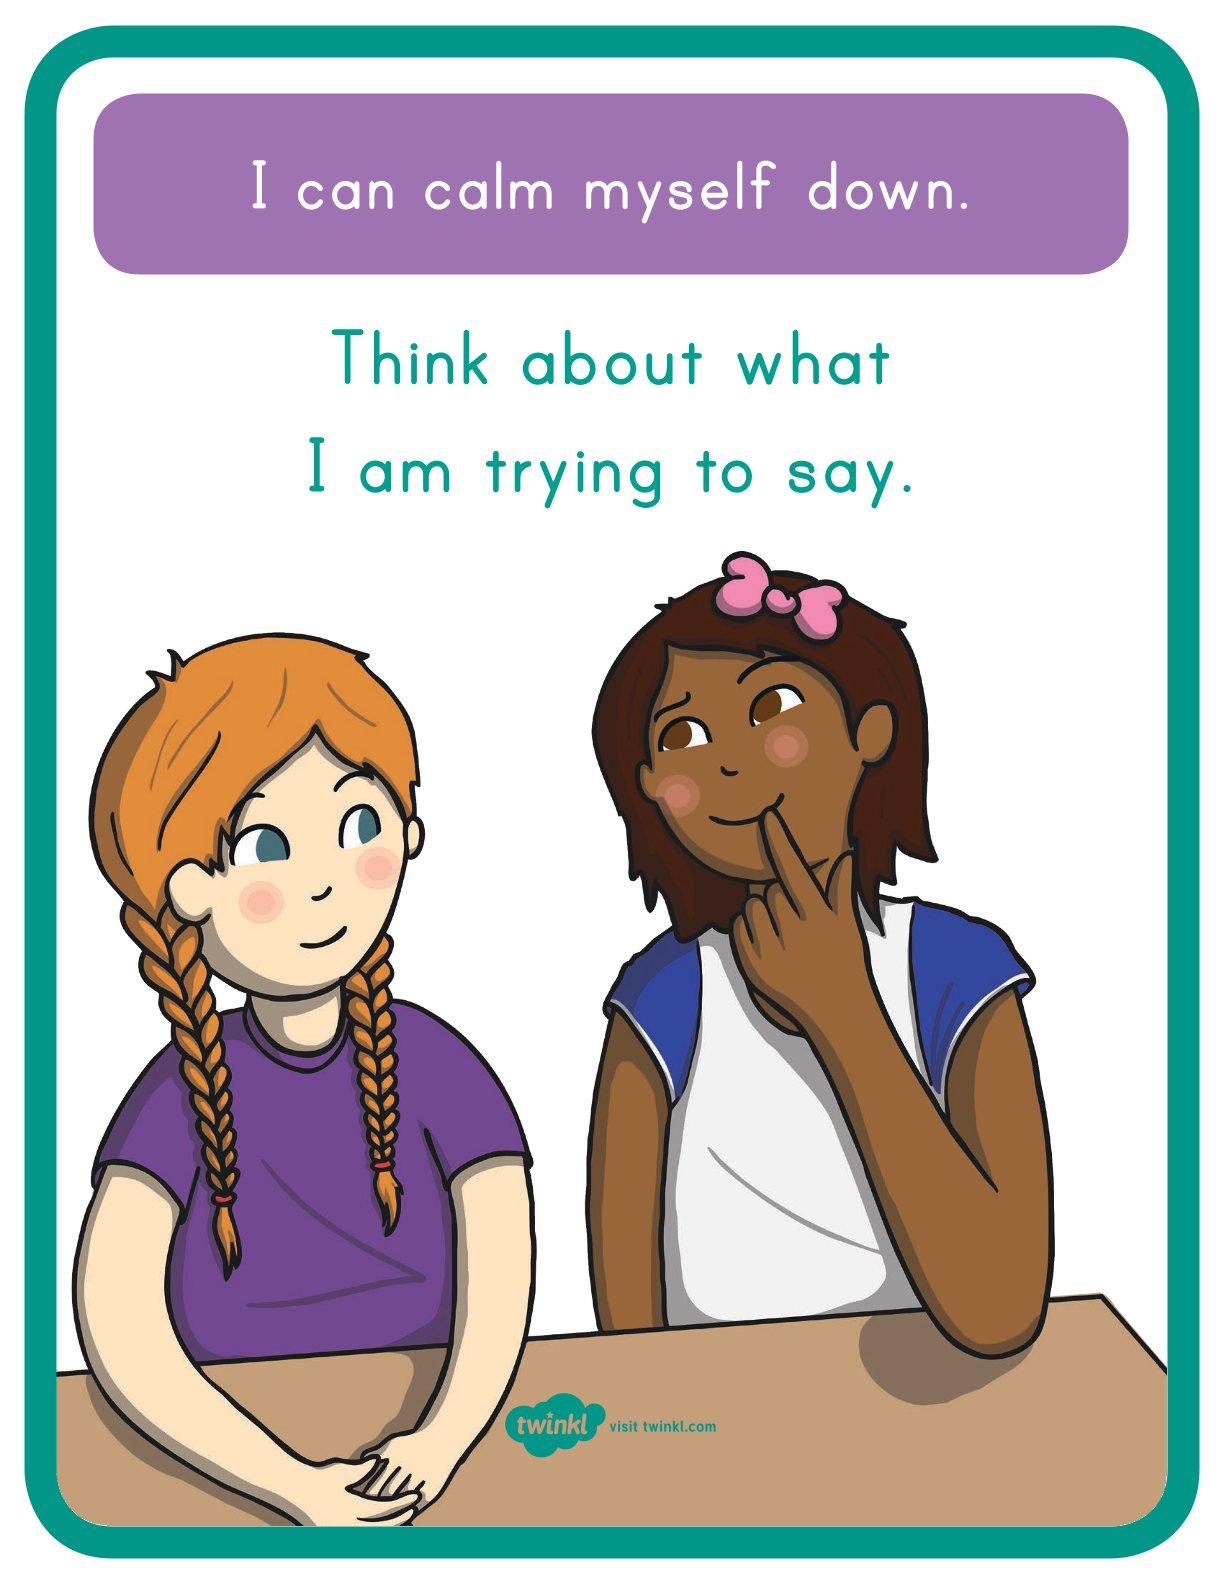 I can calm myself down.
Think about what
I am trying to say.
twinkl visit twinkl.com